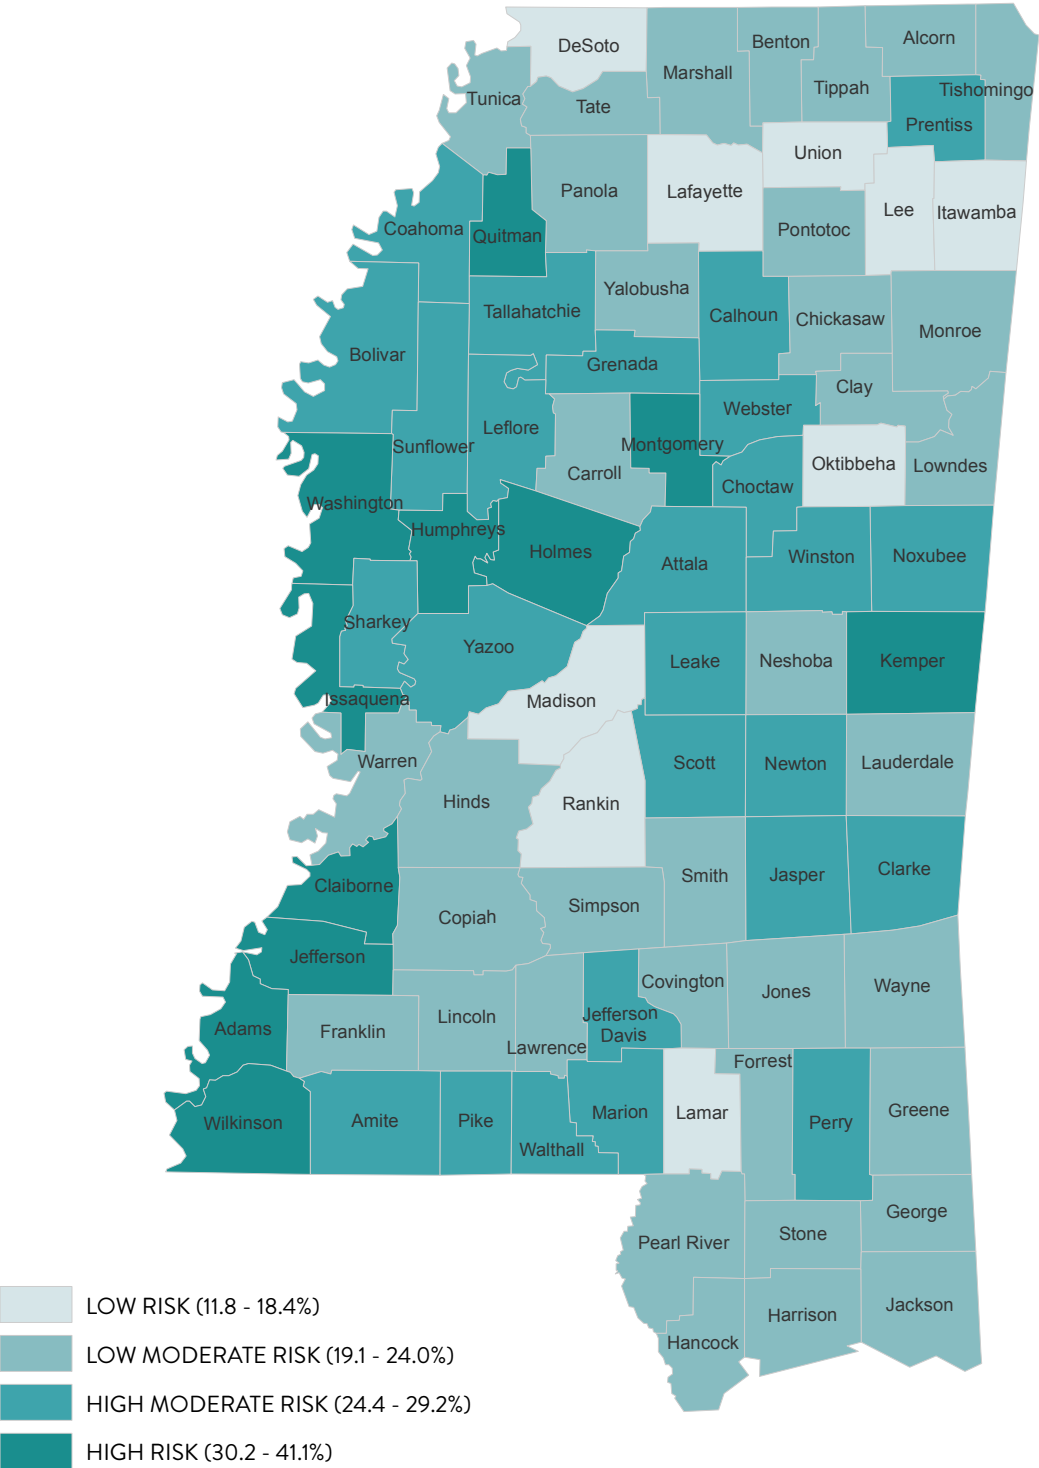 DeSoto
Benton
Alcorn
Marshall
Tippah
Tishomingo
Tunica
Tate
Prentiss
Union
Panola
Lafayette
Lee
Itawamba
Coahoma
Quitman
Pontotoc
Yalobusha
Tallahatchie
Calhoun
Chickasaw
Monroe
Bolivar
Grenada
Clay
Webster
Leflore
Sunflower
Montgomery
Carroll
Oktibbeha
Lowndes
Choctaw
Washington
Humphreys
Holmes
Attala
Winston
Noxubee
Sharkey
Yazoo
Leake
Neshoba
Kemper
Issaquena
Madison
Warren
Scott
Newton
Lauderdale
Hinds
Rankin
Claiborne
Smith
Jasper
Clarke
Copiah
Simpson
Jefferson
Covington
Jones
Wayne
Adams
Franklin
Lincoln
Lawrence
Jefferson
Davis
Forrest
Wilkinson
Amite
Pike
Walthall
Marion
Lamar
Perry
Greene
George
Pearl River
Stone
Jackson
Harrison
Hancock
LOW RISK (11.8 - 18.4%)
LOW MODERATE RISK (19.1 - 24.0%)
HIGH MODERATE RISK (24.4 - 29.2%)
HIGH RISK (30.2 - 41.1%)